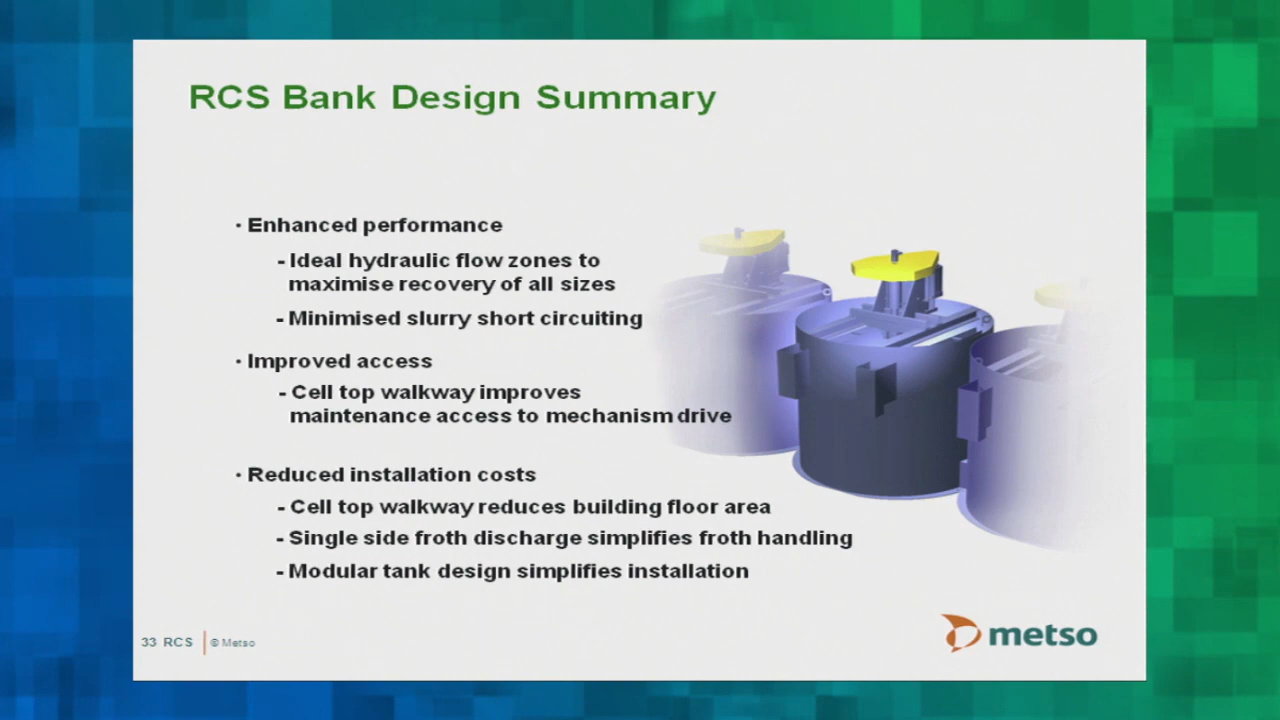 RCS Bank Design Summary
· Enhanced performance
- Ideal hydraulic flow zones to
maximise recovery of all sizes
- Minimised slurry short circuiting
· Improved access
- Cell top walkway improves
maintenance access to mechanism drive
· Reduced installation costs
- Cell top walkway reduces building floor area
- Single side froth discharge simplifies froth handling
- Modular tank design simplifies installation
33 RCS | © Metso
metso